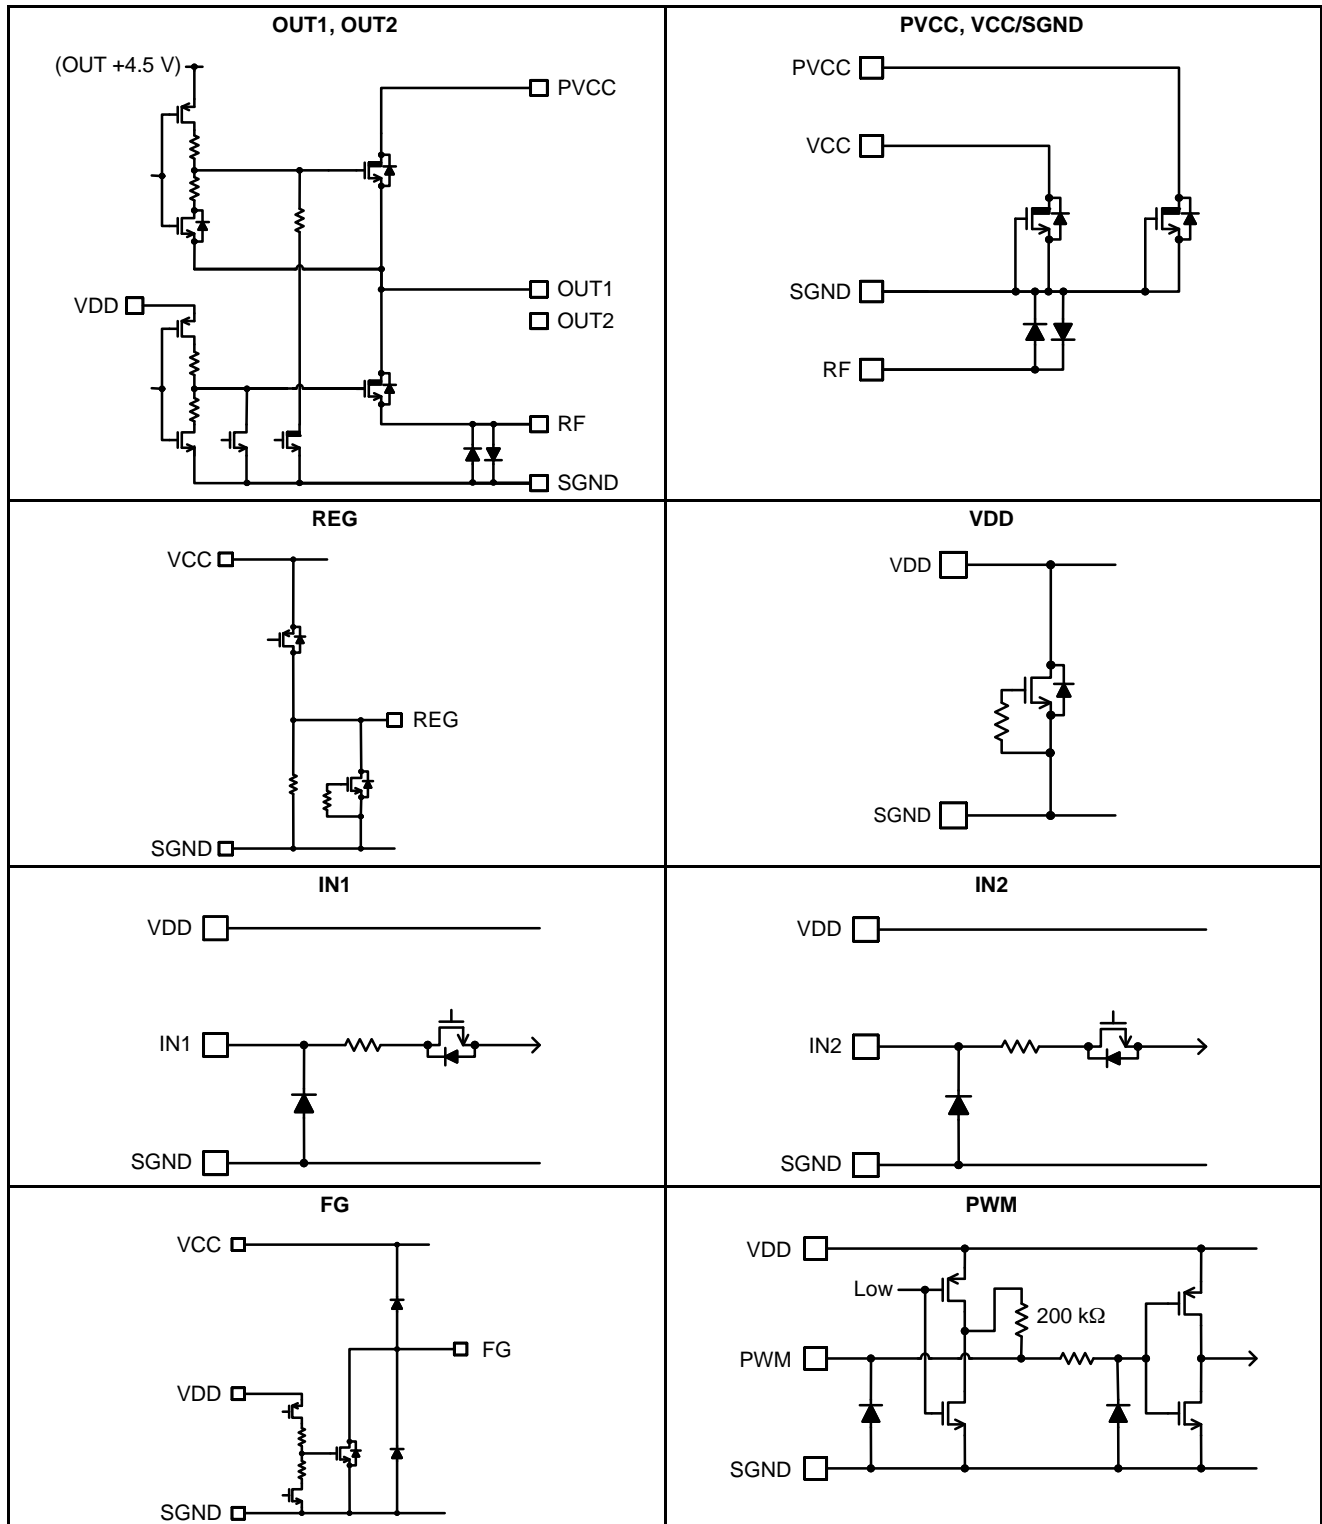 OUT1, OUT2
(OUT +4.5 V)
PVCC
OUT1
VDD
OUT2
RF
SGND
PVCC, VCC/SGND
PVCC
VCC
SGND
RF
REG
VCC
REG
SGND
VDD
VDD
SGND
IN1
VDD
IN1
SGND
IN2
VDD
IN2
SGND
FG
VCC
FG
VDD
SGND
PWM
VDD
Low
200 kΩ
PWM
SGND